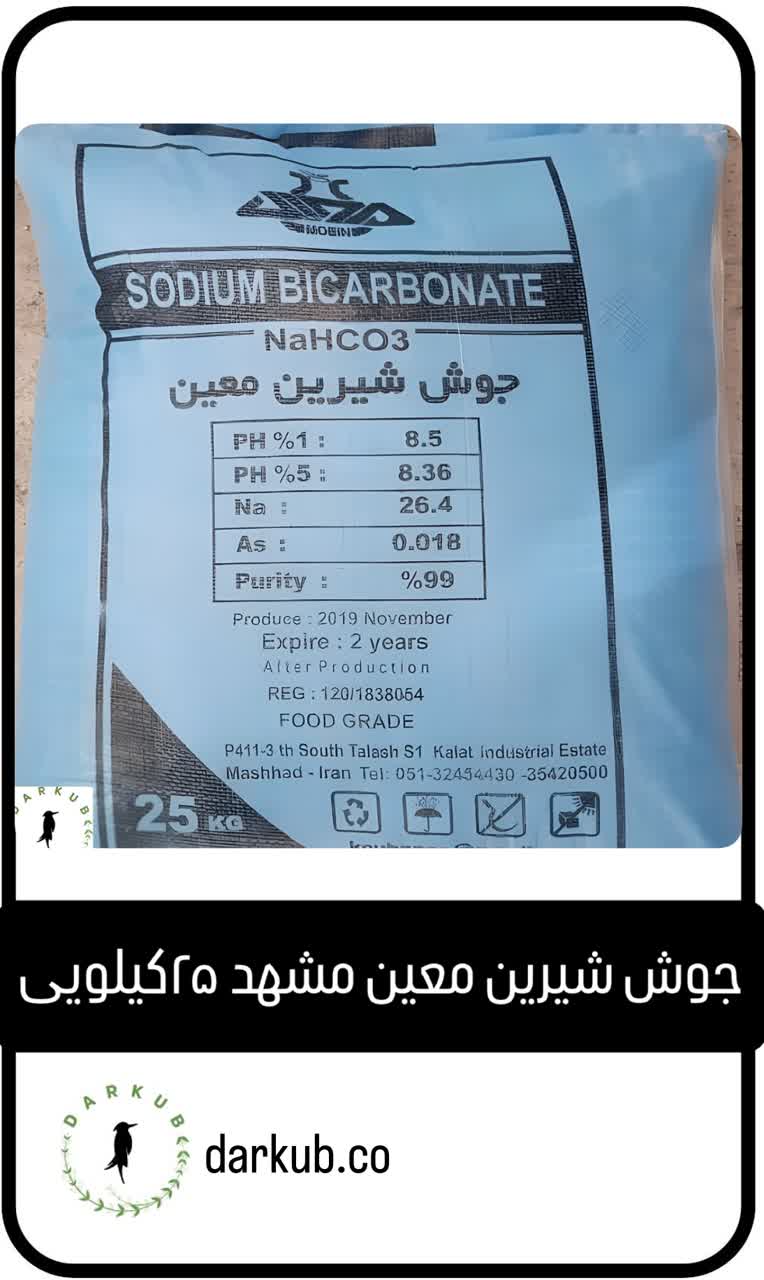 MOEIN
SODIUM BICARBONATE
NaHCO3
جوش شیرین معین
PH %1 : 8.5
PH %5 : 8.36
Na : 26.4
As : 0.018
Purity : %99
Produce : 2019 November
Expire : 2 years
After Production
REG : 120/1838054
FOOD GRADE
P411-3 th South Talash S1 Kalat Industrial Estate
Mashhad - Iran Tel: 051-32454430 -35420500
25 KG
DARKUB
جوش شیرین معین مشهد ۲۵کیلویی
DARKUB
darkub.co